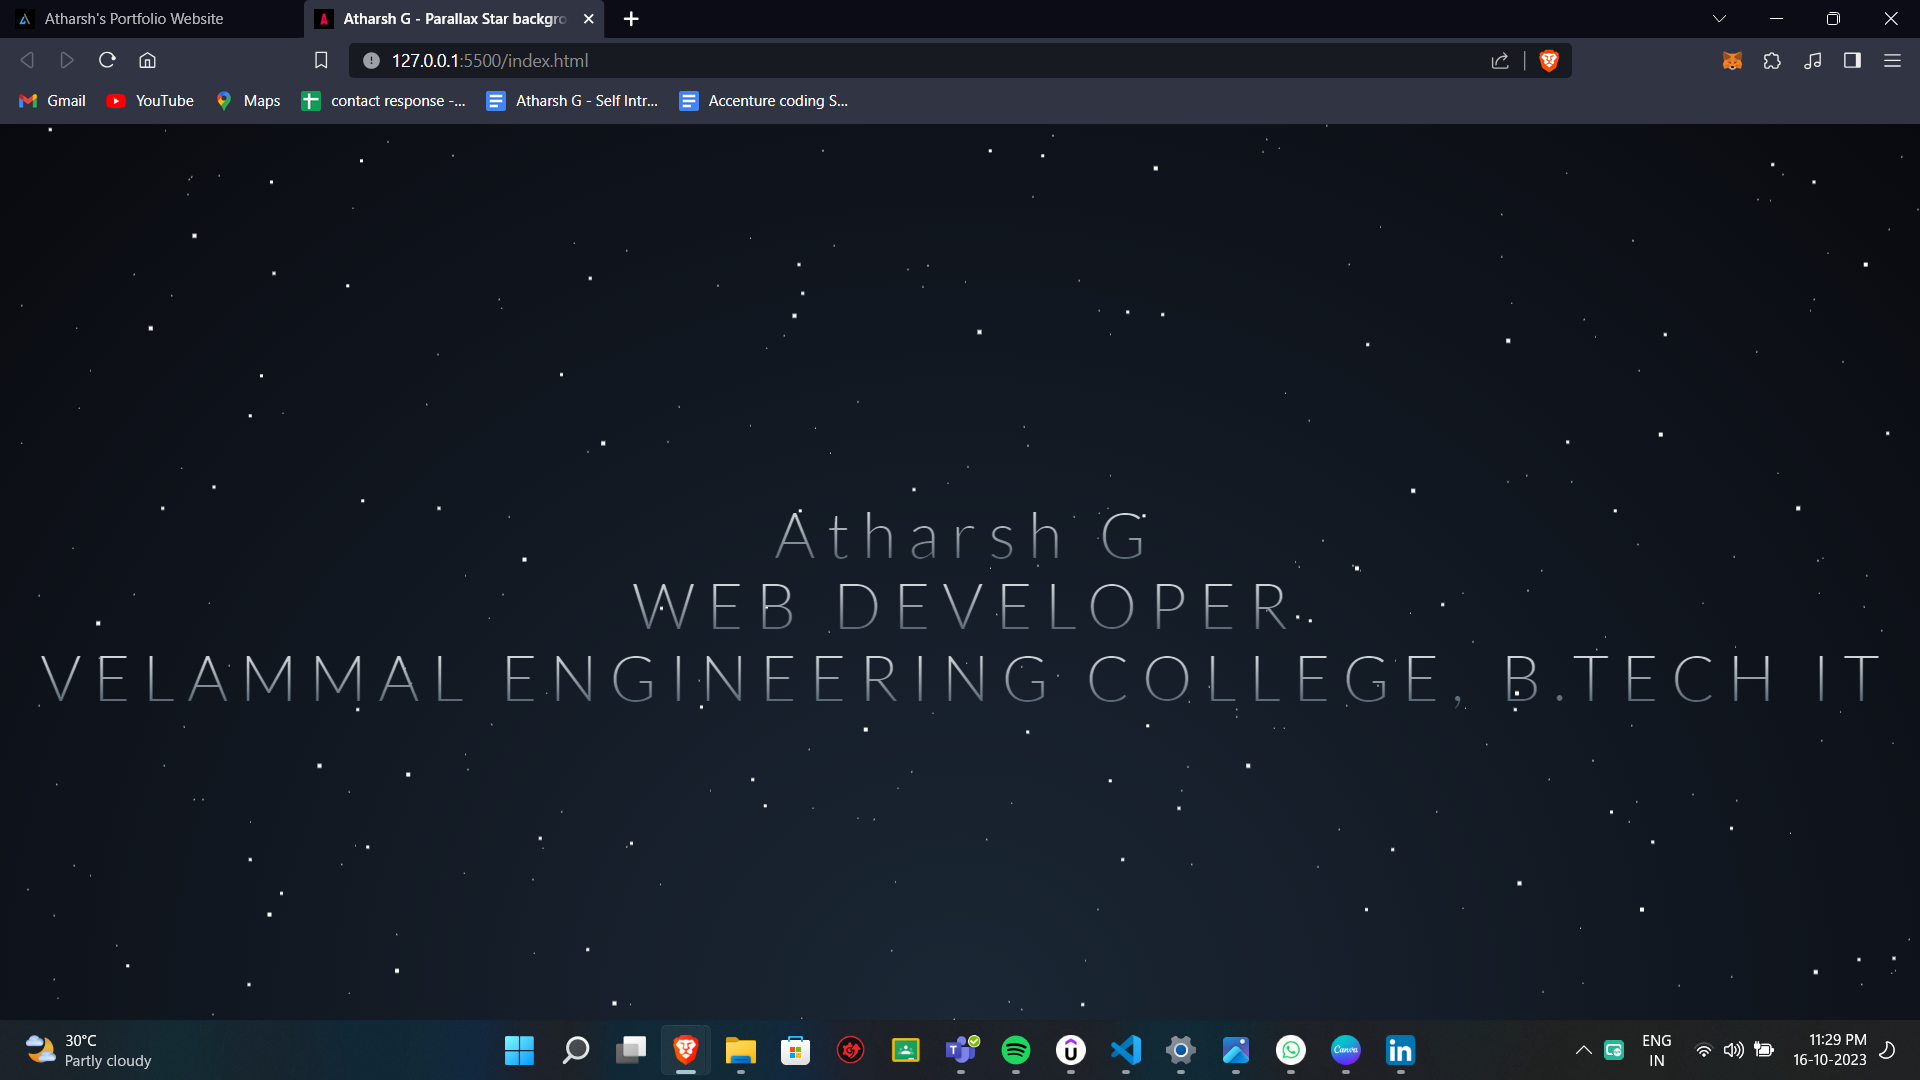 Atharsh's Portfolio Website
Atharsh G - Parallax Star backgro
127.0.0.1:5500/index.html
Gmail
YouTube
Maps
contact response -...
Atharsh G - Self Intr...
Accenture coding S...
Atharsh G
WEB DEVELOPER
VELAMMAL ENGINEERING COLLEGE, B.TECH IT
30°C
Partly cloudy
Canva
ENG
IN
11:29 PM
16-10-2023